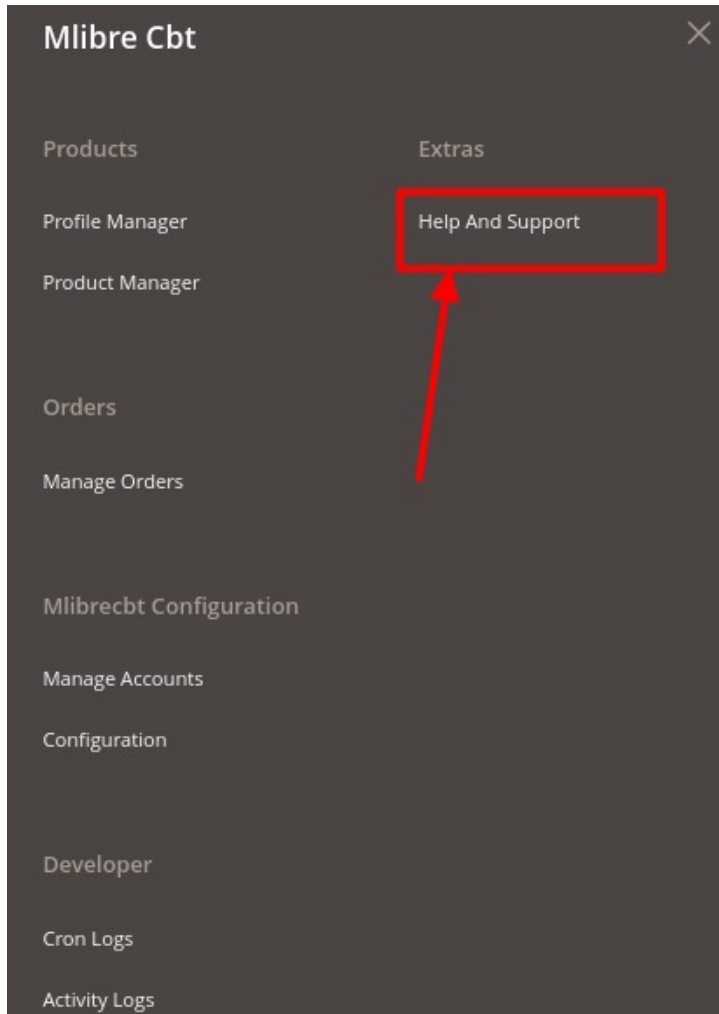 Mlibre Cbt
Products
Profile Manager
Product Manager
Orders
Manage Orders
Mlibrecbt Configuration
Manage Accounts
Configuration
Developer
Cron Logs
Activity Logs
Extras
Help And Support